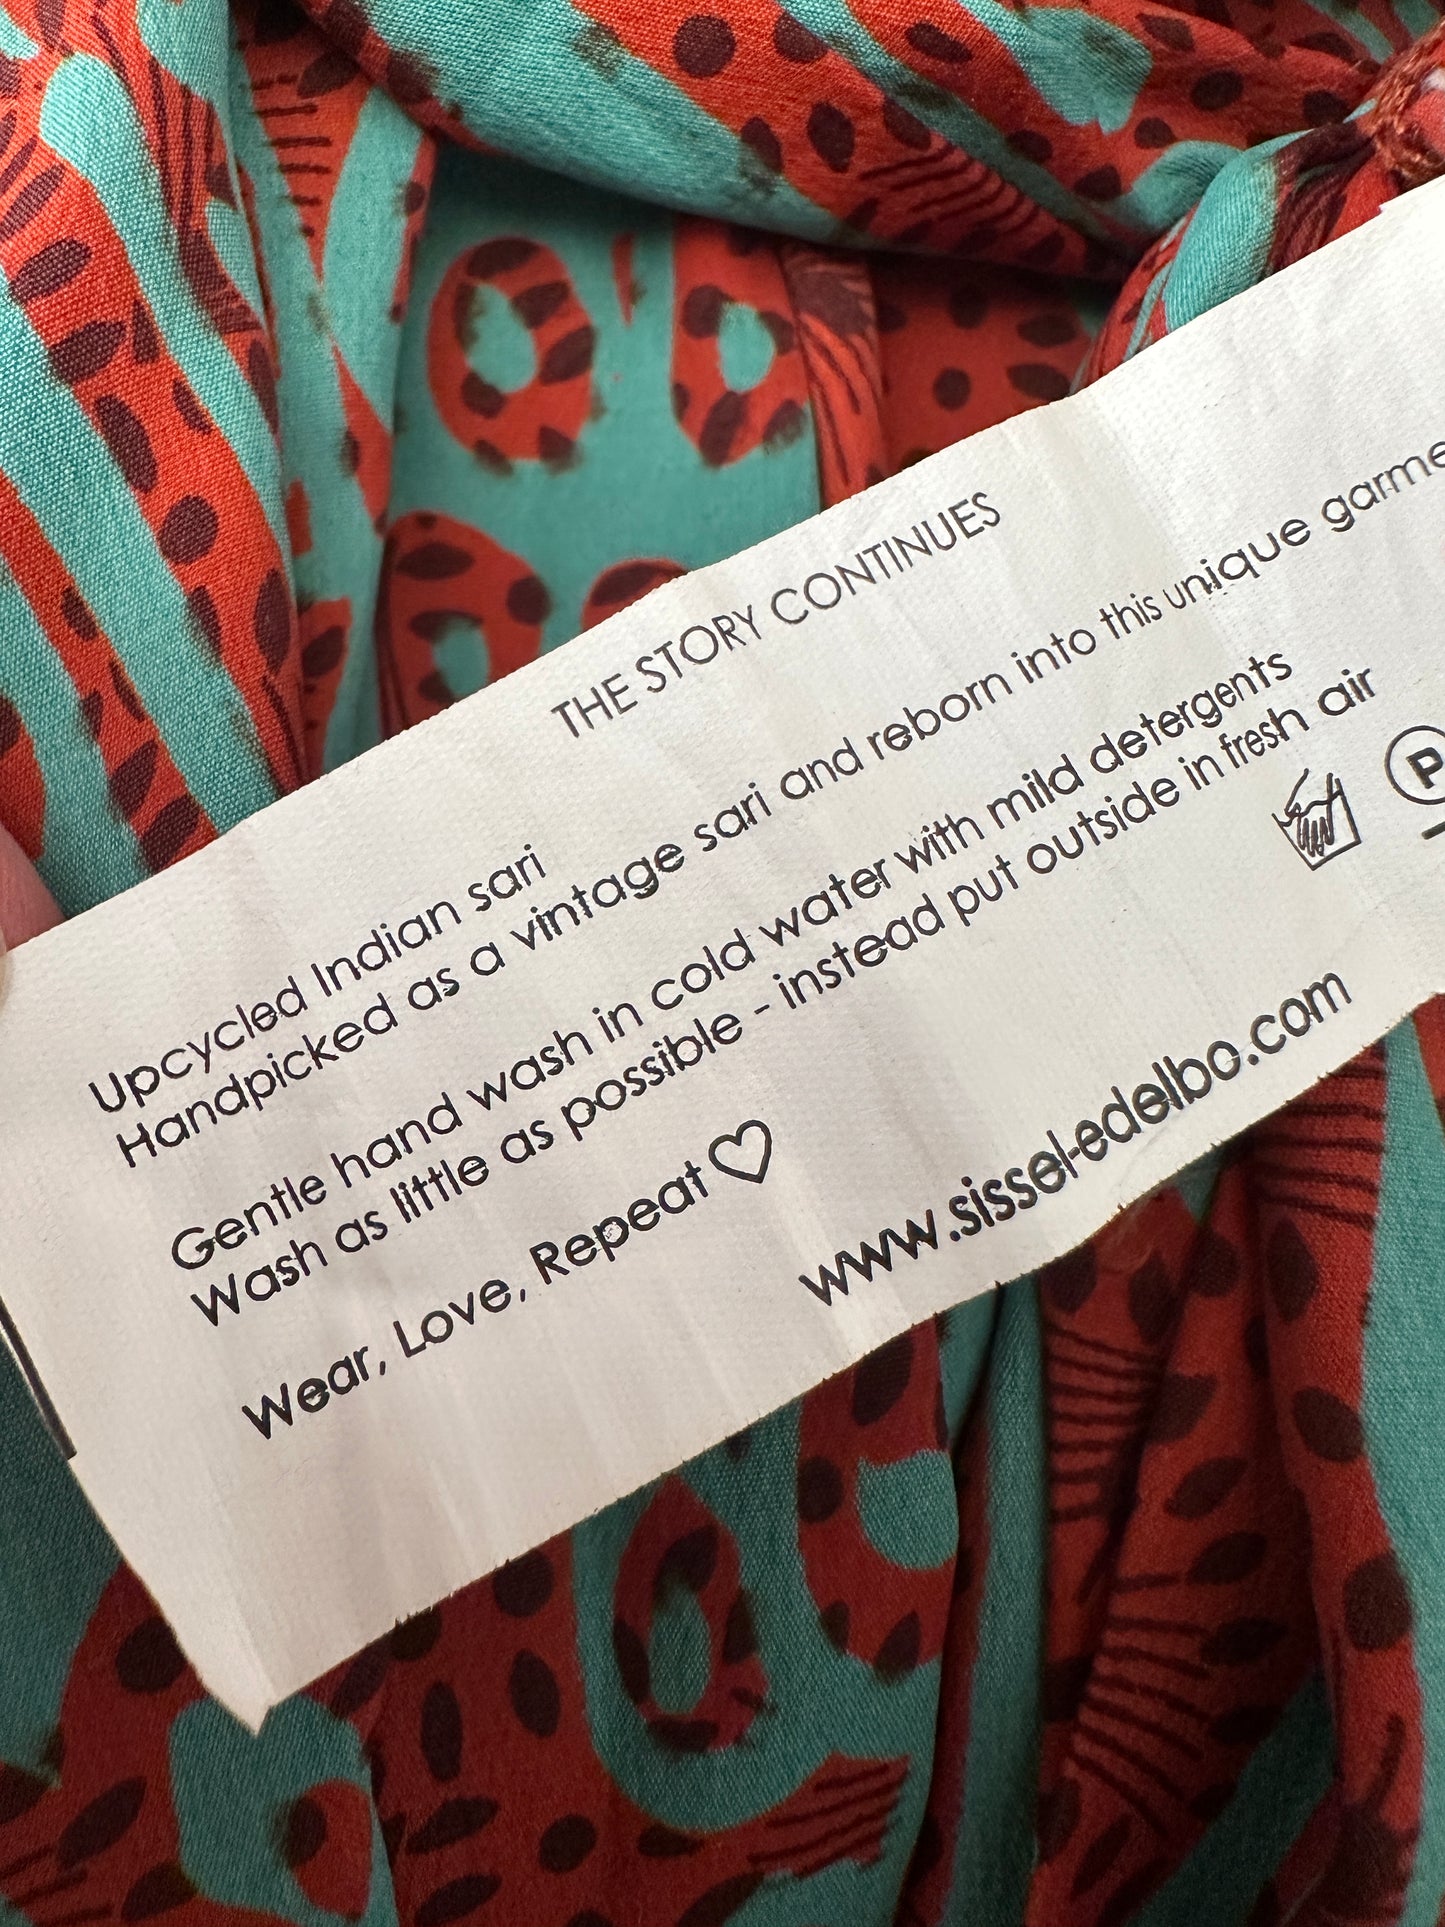 THE STORY CONTINUES
Upcycled Indian sari
Handpicked as a vintage sari and reborn into this unique garme
Gentle hand wash in cold water with mild detergents
Wash as little as possible - instead put outside in fresh air
P
Wear, Love, Repeat ♡
www.sissel-edelbo.com